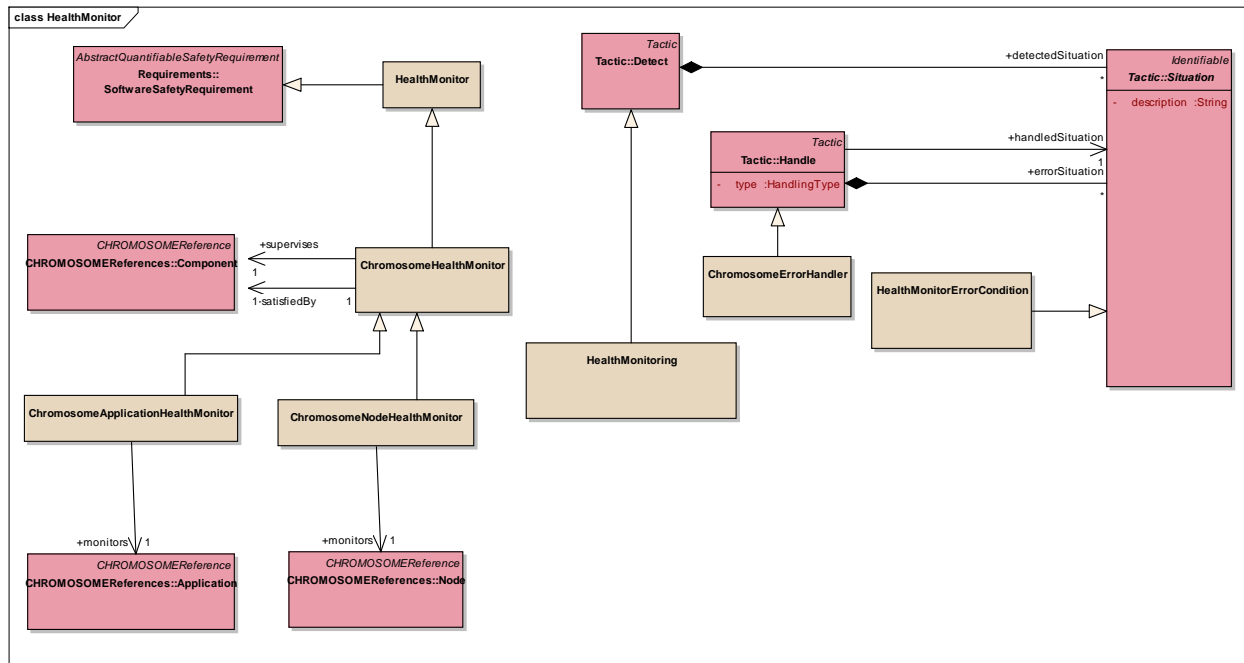 class HealthMonitor
AbstractQuantifiableSafetyRequirement
Requirements::
SoftwareSafetyRequirement
HealthMonitor
Tactic
Tactic::Detect
+detectedSituation
*
Identifiable
Tactic::Situation
- description :String
Tactic
Tactic::Handle
- type :HandlingType
+handledSituation
1
+errorSituation
*
CHROMOSOMEReference
CHROMOSOMEReferences::Component
+supervises
1
1
+satisfiedBy
1
ChromosomeHealthMonitor
ChromosomeErrorHandler
HealthMonitorErrorCondition
HealthMonitoring
ChromosomeApplicationHealthMonitor
ChromosomeNodeHealthMonitor
+monitors
1
+monitors
1
CHROMOSOMEReference
CHROMOSOMEReferences::Application
CHROMOSOMEReference
CHROMOSOMEReferences::Node